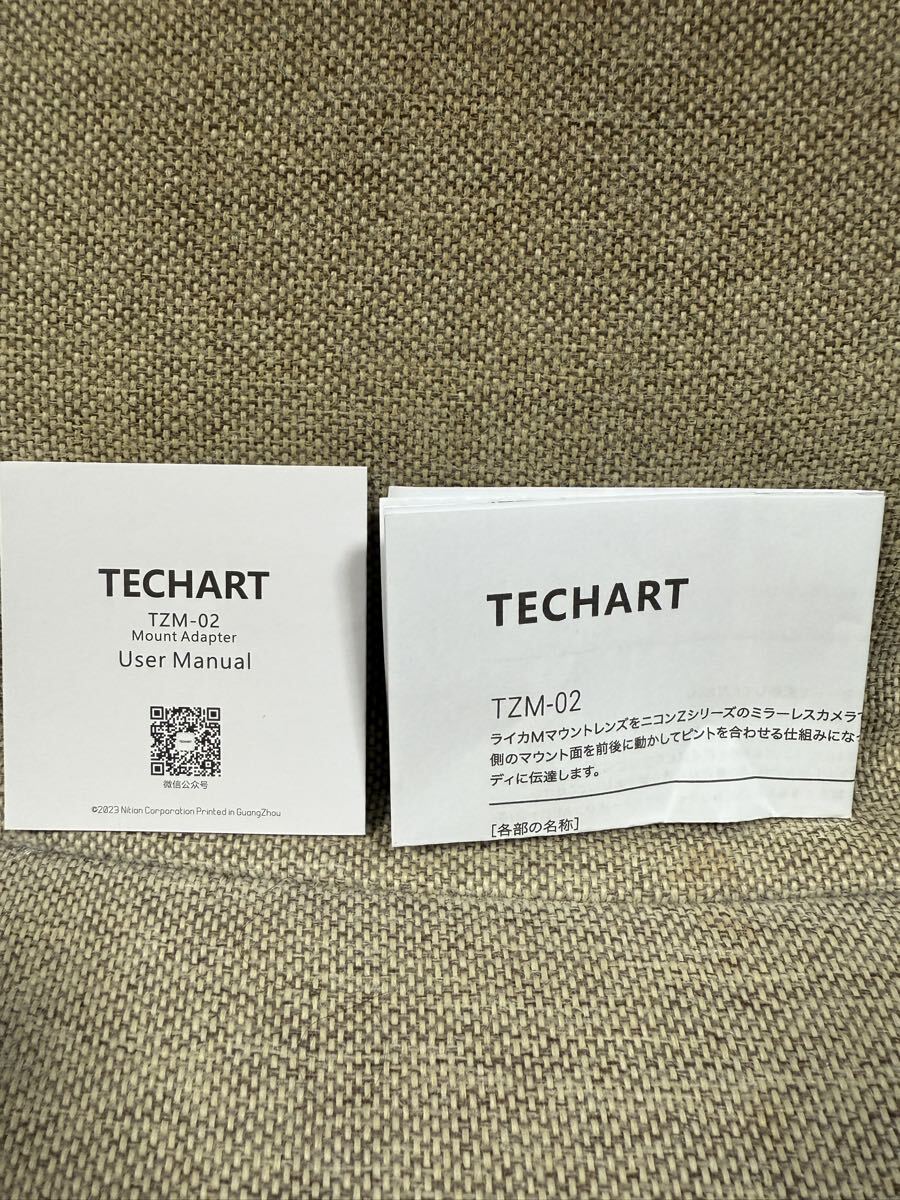 TECHART
TZM-02
Mount Adapter
User Manual
微信公众号
©2023 Nitian Corporation Printed in GuangZhou
TECHART
TZM-02
ライカMマウントレンズをニコンZシリーズのミラーレスカメラ
側のマウント面を前後に動かしてピントを合わせる仕組みにな
ディに伝達します。
[各部の名称]